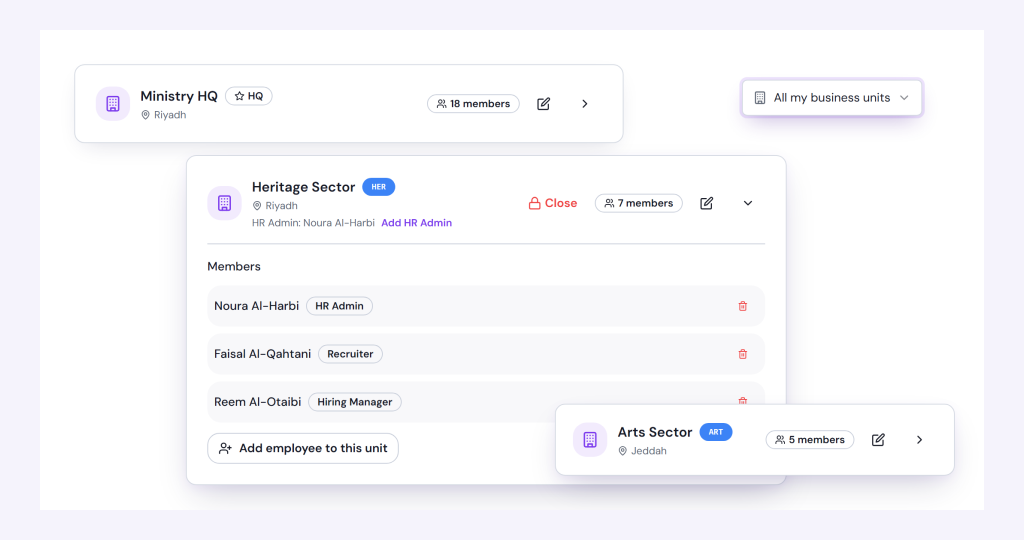 Ministry HQ HQ
Riyadh
18 members
All my business units
Heritage Sector HER
Riyadh
HR Admin: Noura Al-Harbi Add HR Admin
Close
7 members
Members
Noura Al-Harbi HR Admin
Faisal Al-Qahtani Recruiter
Reem Al-Otaibi Hiring Manager
Add employee to this unit
Arts Sector ART
Jeddah
5 members